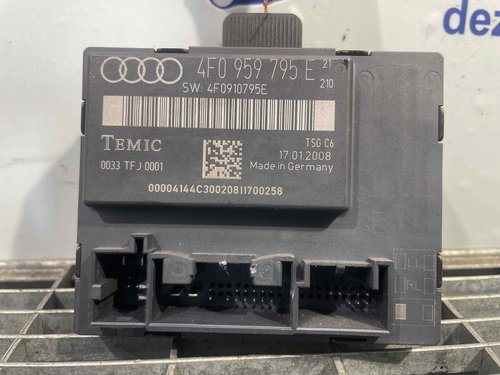 dez
4F0 959 795 E 21
210
SW: 4F0910795E
TEMIC
TSG C6
0033 TFJ 0001
17.01.2008
Made in Germany
00004144C30020811700258